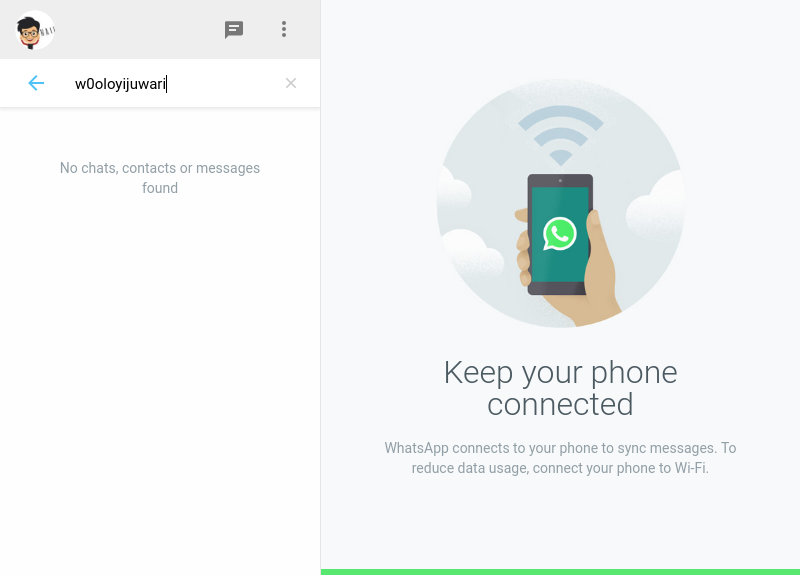 w0oloyijuwari
No chats, contacts or messages
found
Keep your phone
connected
WhatsApp connects to your phone to sync messages. To
reduce data usage, connect your phone to Wi-Fi.